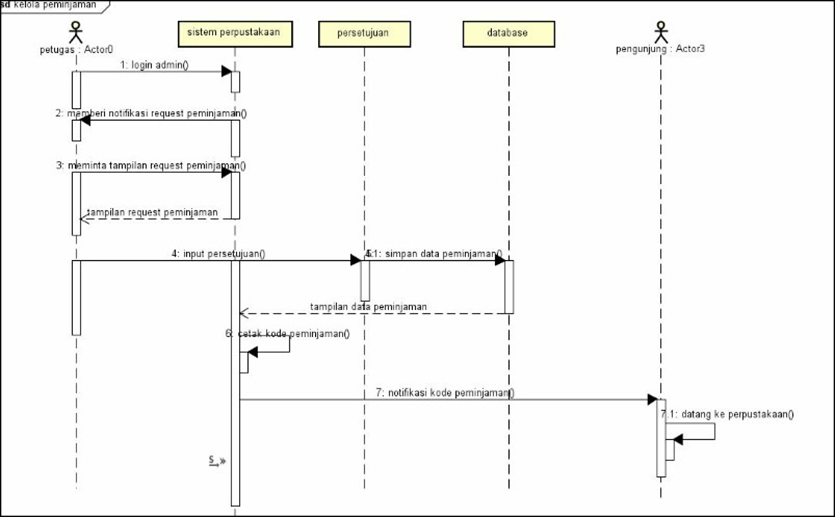 sd kelola peminjaman
petugas : Actor0
sistem perpustakaan
persetujuan
database
pengunjung : Actor3
1: login admin()
2: memberi notifikasi request peminjaman()
3: meminta tampilan request peminjaman()
tampilan request peminjaman
4: input persetujuan()
.1: simpan data peminjaman()
tampilan data peminjaman
6: cetak kode peminjaman()
7: notifikasi kode peminjaman()
7.1: datang ke perpustakaan()